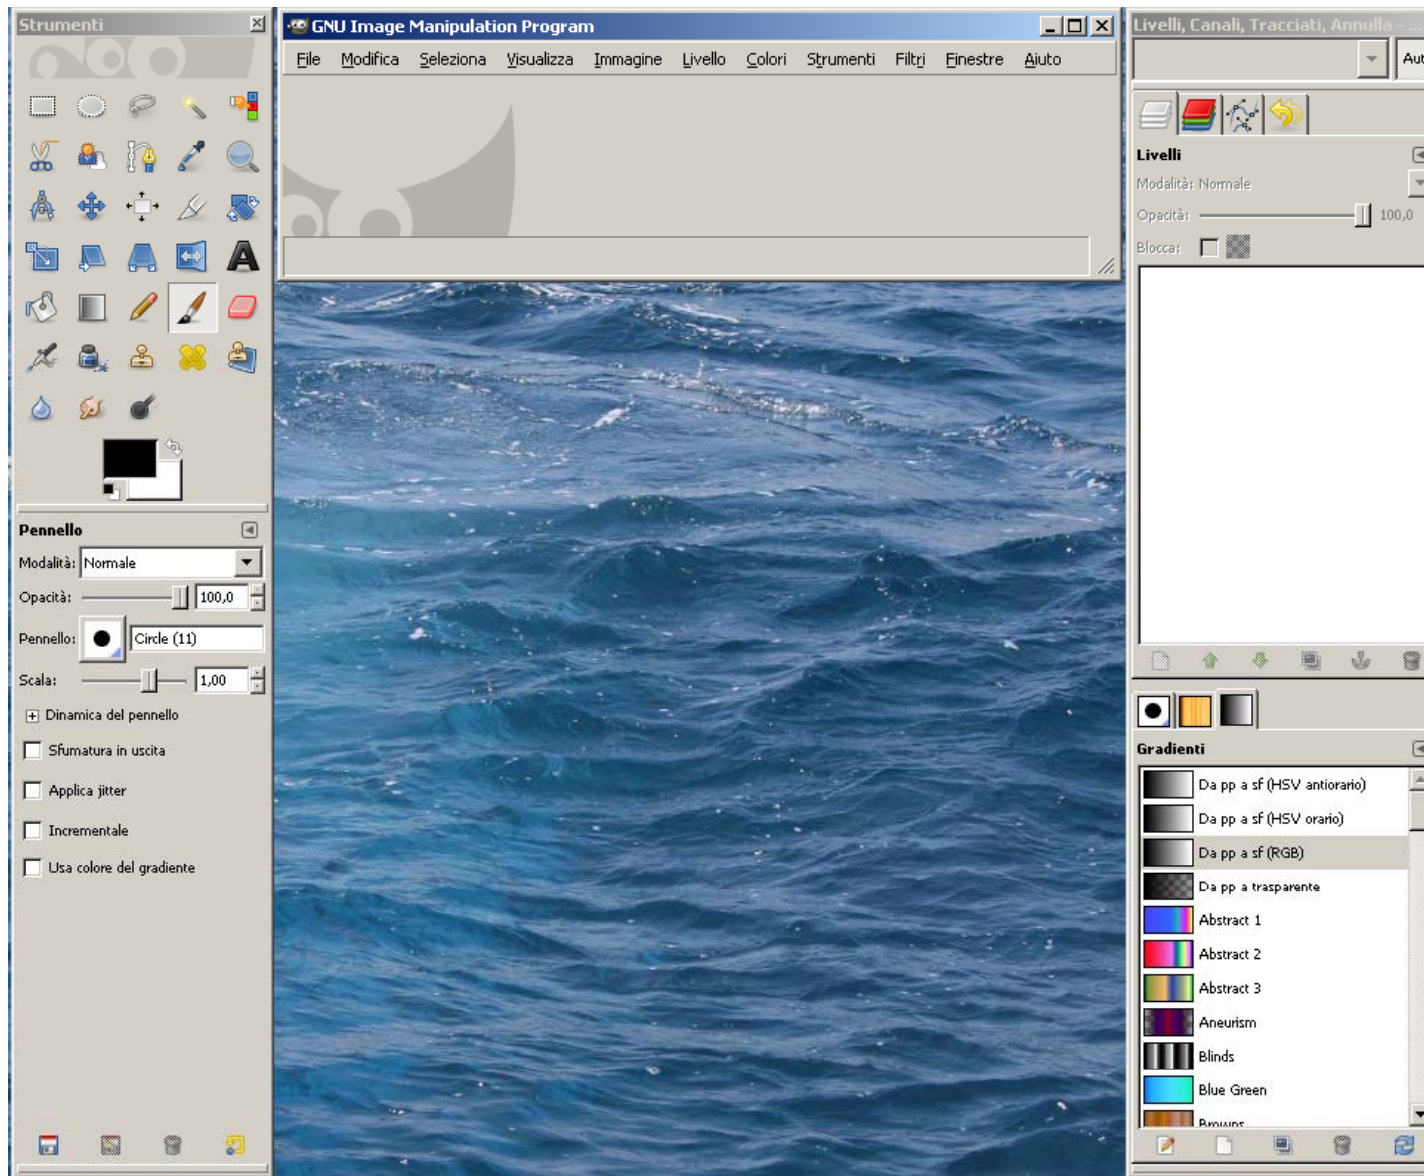 Strumenti
GNU Image Manipulation Program
File Modifica Seleziona Visualizza Immagine Livello Colori Strumenti Filtri Finestre Aiuto
Pennello
Modalità: Normale
Opacità: 100,0
Pennello: Circle (11)
Scala: 1,00
Dinamica del pennello
Sfumatura in uscita
Applica jitter
Incrementale
Usa colore del gradiente
Livelli, Canali, Tracciati, Annulla - ...
Aut
Livelli
Modalità: Normale
Opacità: 100,0
Blocca:
Gradienti
Da pp a sf (HSV antiorario)
Da pp a sf (HSV orario)
Da pp a sf (RGB)
Da pp a trasparente
Abstract 1
Abstract 2
Abstract 3
Aneurism
Blinds
Blue Green
Browns